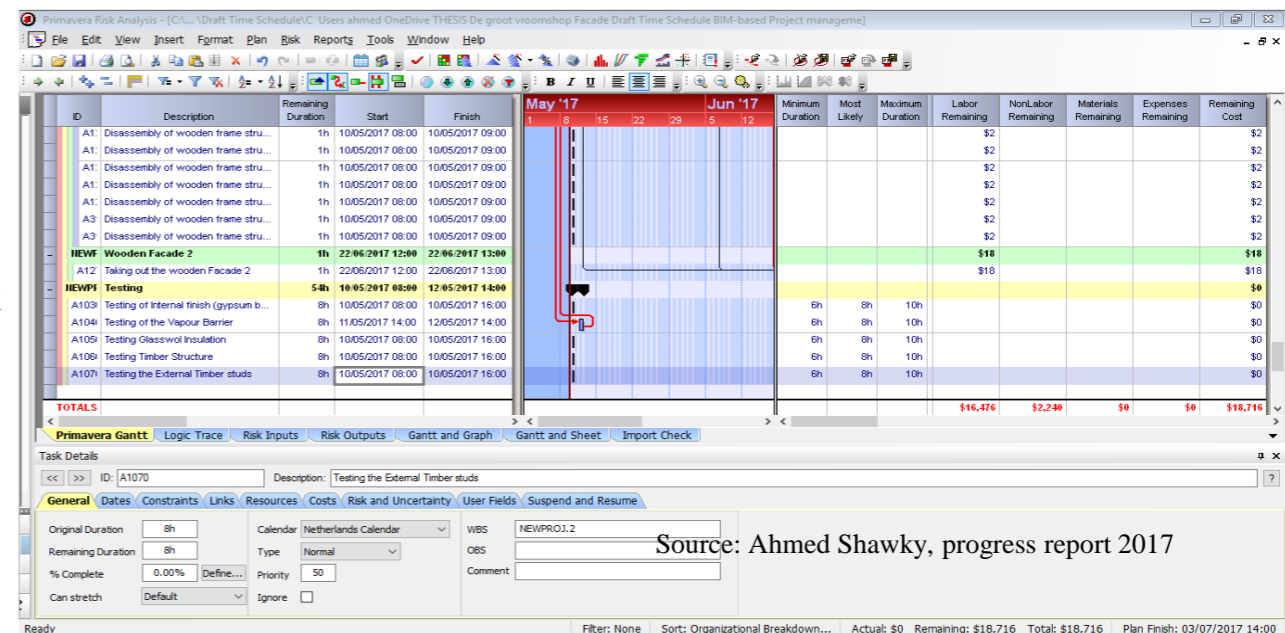 Primavera Risk Analysis - [C:\... \Draft Time Schedule\C Users ahmed OneDrive THESIS De groot vroomshop Facade Draft Time Schedule BIM-based Project manageme]
File Edit View Insert Format Plan Risk Reports Tools Window Help
B I U
ID Description Remaining Duration Start Finish May '17 Jun '17 Minimum Duration Most Likely Maximum Duration Labor Remaining NonLabor Remaining Materials Remaining Expenses Remaining Remaining Cost
1 8 15 22 29 5 12
A1: Disassembly of wooden frame stru... 1h 10/05/2017 08:00 10/05/2017 09:00 $2 $2
A1: Disassembly of wooden frame stru... 1h 10/05/2017 08:00 10/05/2017 09:00 $2 $2
A1: Disassembly of wooden frame stru... 1h 10/05/2017 08:00 10/05/2017 09:00 $2 $2
A1: Disassembly of wooden frame stru... 1h 10/05/2017 08:00 10/05/2017 09:00 $2 $2
A1: Disassembly of wooden frame stru... 1h 10/05/2017 08:00 10/05/2017 09:00 $2 $2
A3 Disassembly of wooden frame stru... 1h 10/05/2017 08:00 10/05/2017 09:00 $2 $2
A3 Disassembly of wooden frame stru... 1h 10/05/2017 08:00 10/05/2017 09:00 $2 $2
NEWF Wooden Facade 2 1h 22/06/2017 12:00 22/06/2017 13:00 $18 $18
A12 Taking out the wooden Facade 2 1h 22/06/2017 12:00 22/06/2017 13:00 $18 $18
NEWPF Testing 54h 10/05/2017 08:00 12/05/2017 14:00 $0
A103 Testing of Internal finish (gypsum b... 8h 10/05/2017 08:00 10/05/2017 16:00 6h 8h 10h $0
A104 Testing of the Vapour Barrier 8h 11/05/2017 14:00 12/05/2017 14:00 6h 8h 10h $0
A105 Testing Glasswol Insulation 8h 10/05/2017 08:00 10/05/2017 16:00 6h 8h 10h $0
A106 Testing Timber Structure 8h 10/05/2017 08:00 10/05/2017 16:00 6h 8h 10h $0
A107 Testing the External Timber studs 8h 10/05/2017 08:00 10/05/2017 16:00 6h 8h 10h $0
TOTALS $16,476 $2,240 $0 $0 $18,716
Primavera Gantt Logic Trace Risk Inputs Risk Outputs Gantt and Graph Gantt and Sheet Import Check
Task Details
<< >> ID: A1070 Description: Testing the External Timber studs ?
General Dates Constraints Links Resources Costs Risk and Uncertainty User Fields Suspend and Resume
Original Duration 8h Calendar Netherlands Calendar WBS NEWPROJ.2
Remaining Duration 8h Type Normal OBS
Source: Ahmed Shawky, progress report 2017
% Complete 0.00% Define... Priority 50 Comment
Can stretch Default Ignore
Ready Filter: None Sort: Organizational Breakdown... Actual: $0 Remaining: $18,716 Total: $18,716 Plan Finish: 03/07/2017 14:00